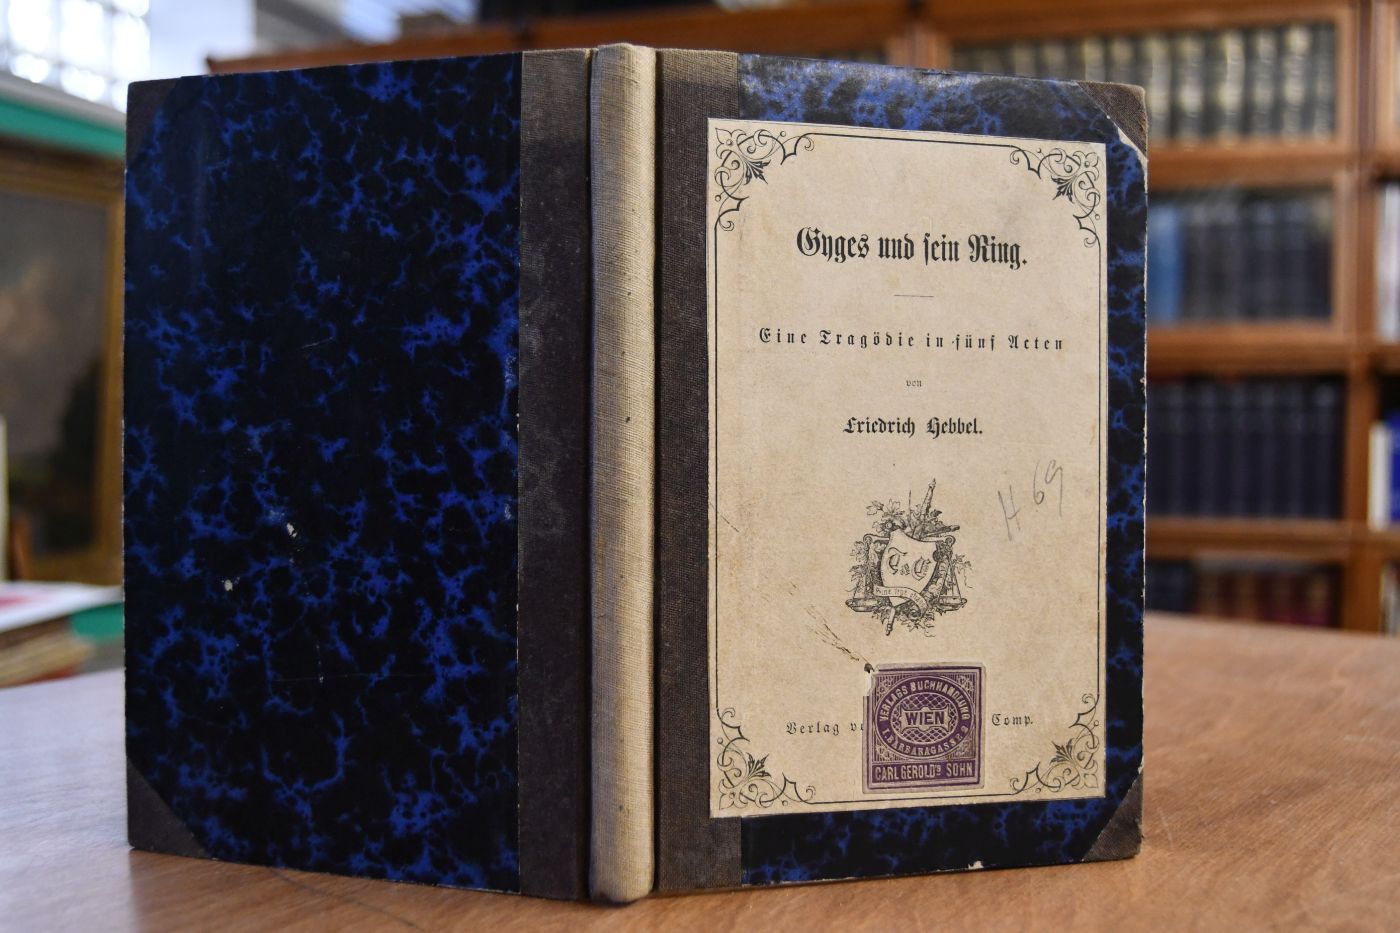 Gyges und sein Ring.
Eine Tragödie in fünf Acten
von
Friedrich Hebbel.
H 69
T & C
Verlag
Comp.
VERLAGS BUCHHANDLUNG
WIEN
I. BARBARAGASSE 2
CARL GEROLD'S SOHN